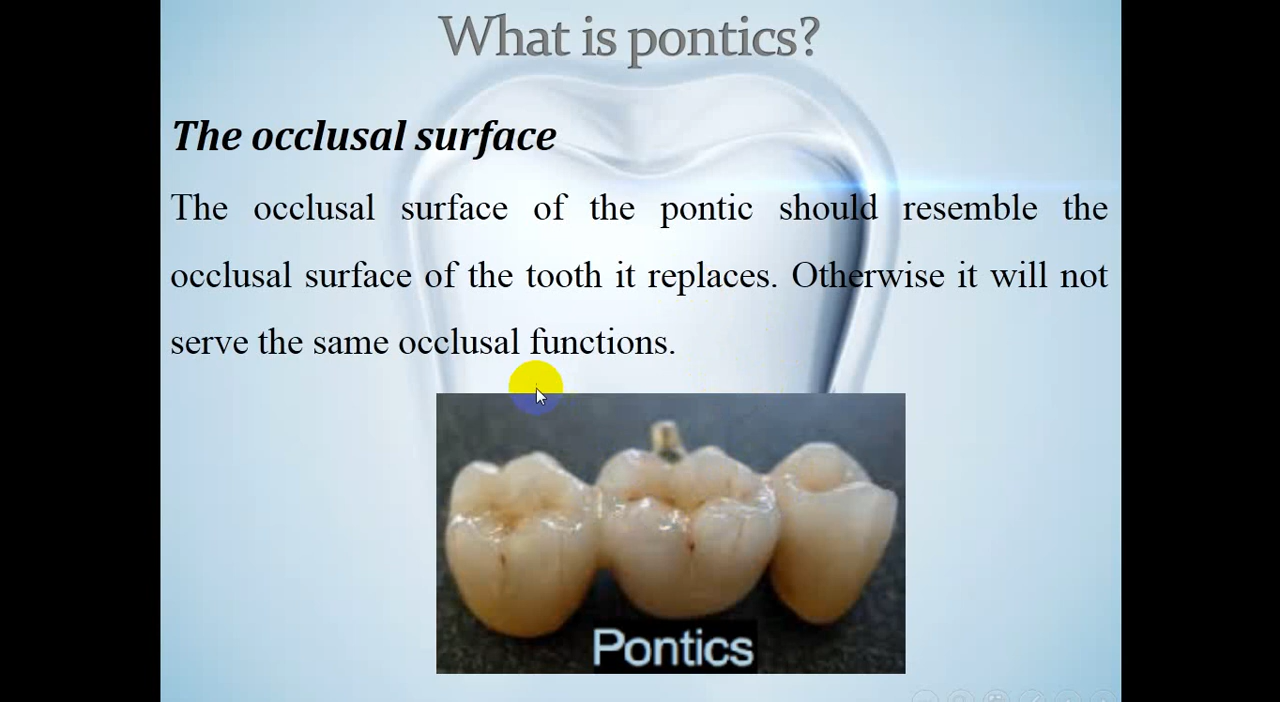 What is pontics?
The occlusal surface
The occlusal surface of the pontic should resemble the
occlusal surface of the tooth it replaces. Otherwise it will not
serve the same occlusal functions.
Pontics